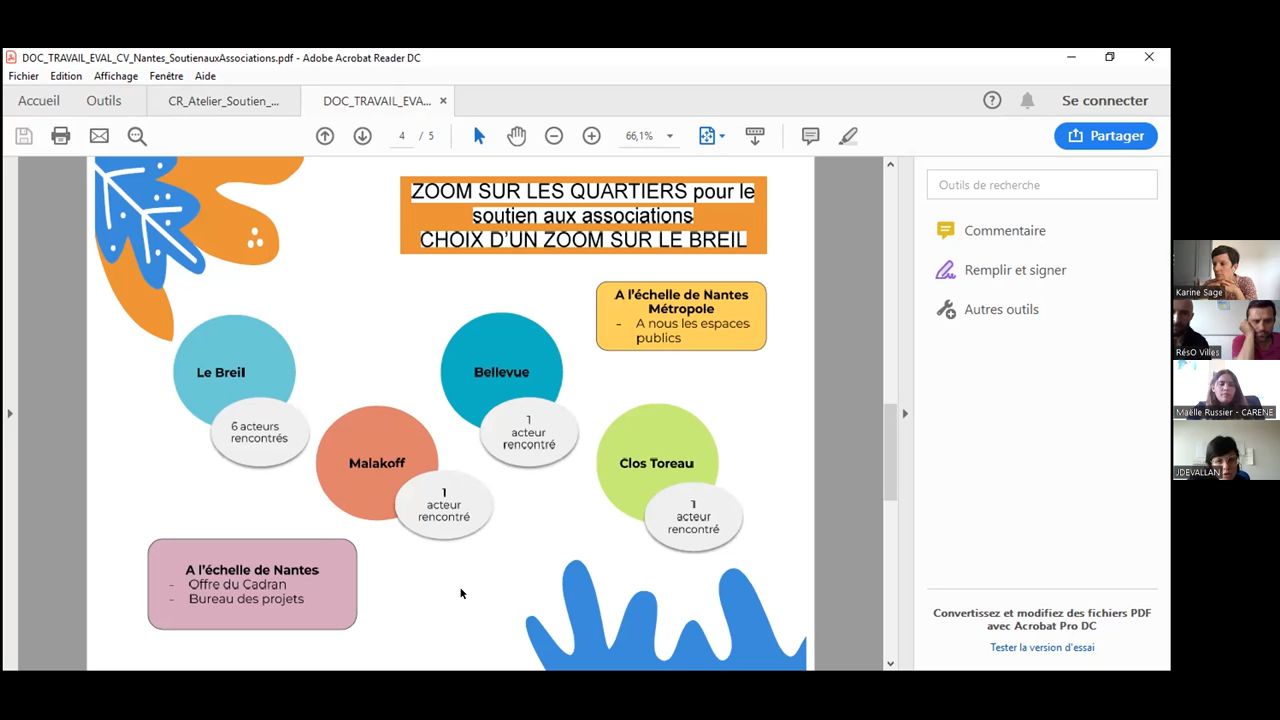 DOC_TRAVAIL_EVAL_CV_Nantes_SoutienauxAssociations.pdf - Adobe Acrobat Reader DC
Fichier Edition Affichage Fenêtre Aide
Accueil Outils CR_Atelier_Soutien_... DOC_TRAVAIL_EVA... ×
Se connecter
4 / 5 66,1% Partager
ZOOM SUR LES QUARTIERS pour le
soutien aux associations
CHOIX D'UN ZOOM SUR LE BREIL
A l'échelle de Nantes
Métropole
- A nous les espaces
publics
Le Breil
6 acteurs
rencontrés
Bellevue
1
acteur
rencontré
Malakoff
1
acteur
rencontré
Clos Toreau
1
acteur
rencontré
A l'échelle de Nantes
- Offre du Cadran
- Bureau des projets
Outils de recherche
Commentaire
Remplir et signer
Autres outils
Convertissez et modifiez des fichiers PDF
avec Acrobat Pro DC
Tester la version d'essai
Karine Sage
RésO Villes
Maëlle Russier - CARENE
JDEVALLAN